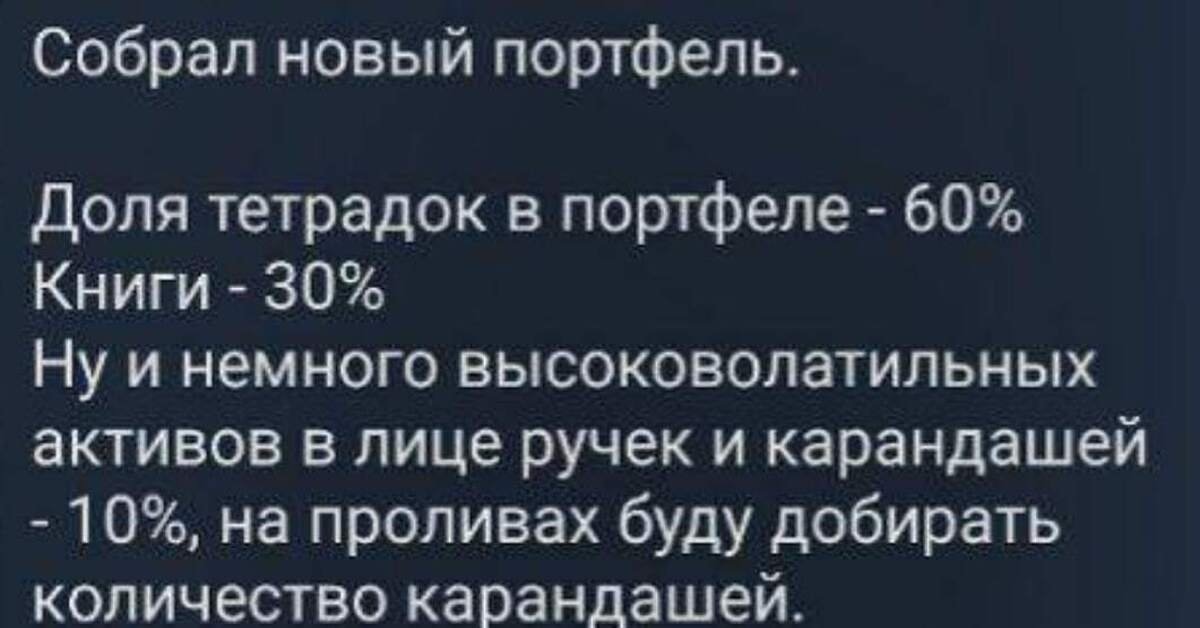 Собрал новый портфель.
Доля тетрадок в портфеле - 60%
Книги - 30%
Ну и немного высоковолатильных
активов в лице ручек и карандашей
- 10%, на проливах буду добирать
количество карандашей.